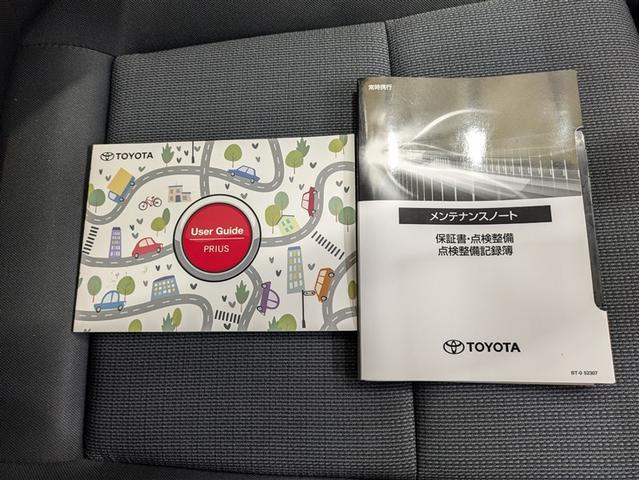 TOYOTA
User Guide
PRIUS
常時携行
メンテナンスノート
保証書・点検整備
点検整備記録簿
TOYOTA
BT-G 52307